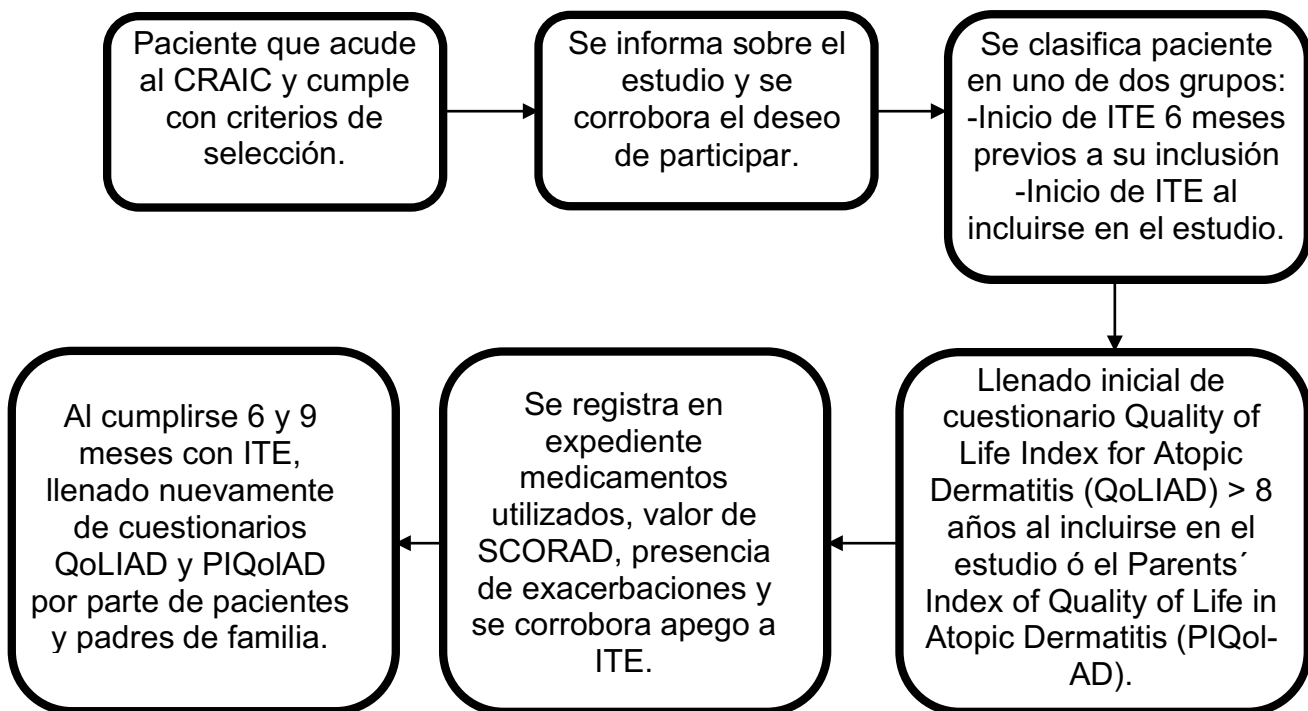 Paciente que acude
al CRAIC y cumple
con criterios de
selección.
Se informa sobre el
estudio y se
corrobora el deseo
de participar.
Se clasifica paciente
en uno de dos grupos:
-Inicio de ITE 6 meses
previos a su inclusión
-Inicio de ITE al
incluirse en el estudio.
Llenado inicial de
cuestionario Quality of
Life Index for Atopic
Dermatitis (QoLIAD) > 8
años al incluirse en el
estudio ó el Parents´
Index of Quality of Life in
Atopic Dermatitis (PIQol-
AD).
Se registra en
expediente
medicamentos
utilizados, valor de
SCORAD, presencia
de exacerbaciones y
se corrobora apego a
ITE.
Al cumplirse 6 y 9
meses con ITE,
llenado nuevamente
de cuestionarios
QoLIAD y PIQolAD
por parte de pacientes
y padres de familia.